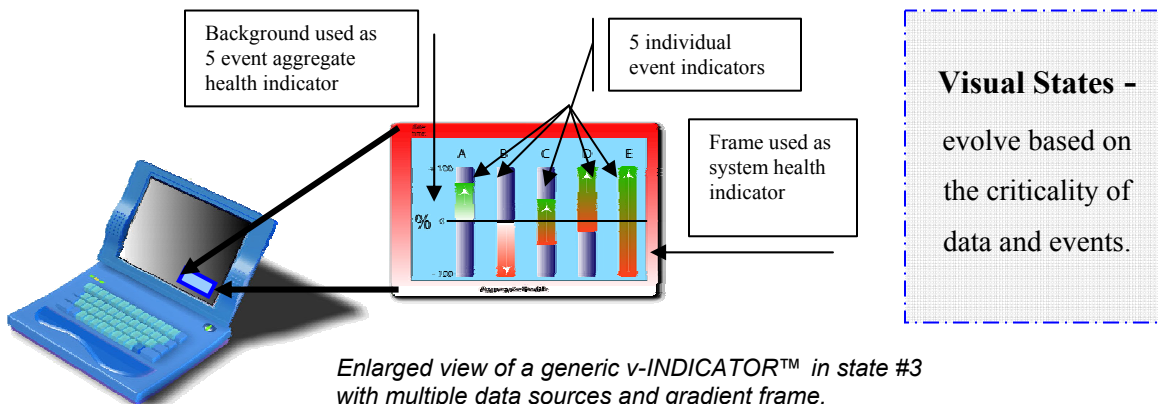 Background used as
5 event aggregate
health indicator
5 individual
event indicators
Visual States -
evolve based on
the criticality of
data and events.
Frame used as
system health
indicator
A B C D E
+100
%
0
-100
Enlarged view of a generic v-INDICATOR™ in state #3
with multiple data sources and gradient frame.